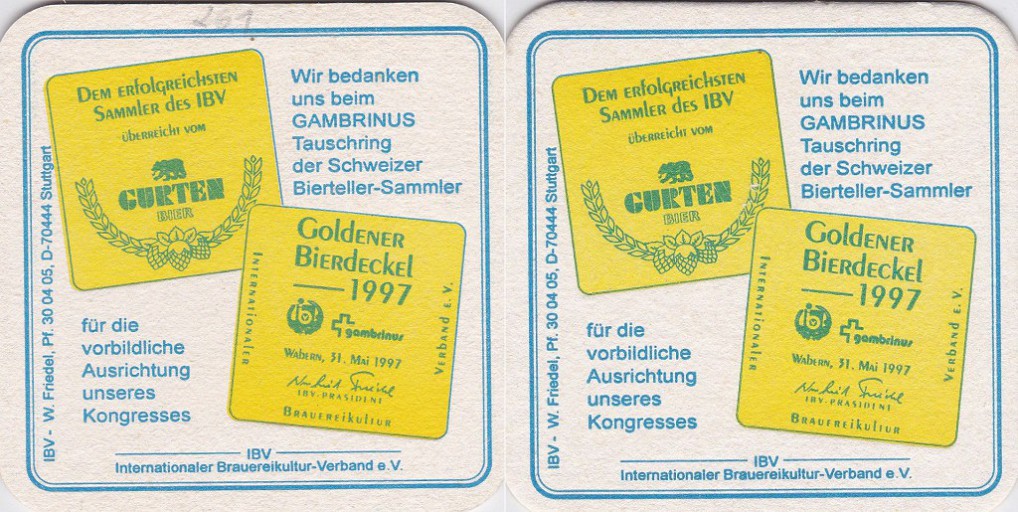 261
DEM ERFOLGREICHSTEN
SAMMLER DES IBV
ÜBERREICHT VOM
GURTEN
BIER
Wir bedanken
uns beim
GAMBRINUS
Tauschring
der Schweizer
Bierteller-Sammler
GOLDENER
BIERDECKEL
1997
INTERNATIONALER
ibv
gambrinus
WABERN, 31. MAI 1997
IBV-PRÄSIDENT
BRAUEREIKULTUR
VERBAND E. V.
für die
vorbildliche
Ausrichtung
unseres
Kongresses
IBV - W. Friedel, Pf. 30 04 05, D-70444 Stuttgart
IBV
Internationaler Brauereikultur-Verband e.V.
DEM ERFOLGREICHSTEN
SAMMLER DES IBV
ÜBERREICHT VOM
GURTEN
BIER
Wir bedanken
uns beim
GAMBRINUS
Tauschring
der Schweizer
Bierteller-Sammler
GOLDENER
BIERDECKEL
1997
INTERNATIONALER
ibv
gambrinus
WABERN, 31. MAI 1997
IBV-PRÄSIDENT
BRAUEREIKULTUR
VERBAND E. V.
für die
vorbildliche
Ausrichtung
unseres
Kongresses
IBV - W. Friedel, Pf. 30 04 05, D-70444 Stuttgart
IBV
Internationaler Brauereikultur-Verband e.V.